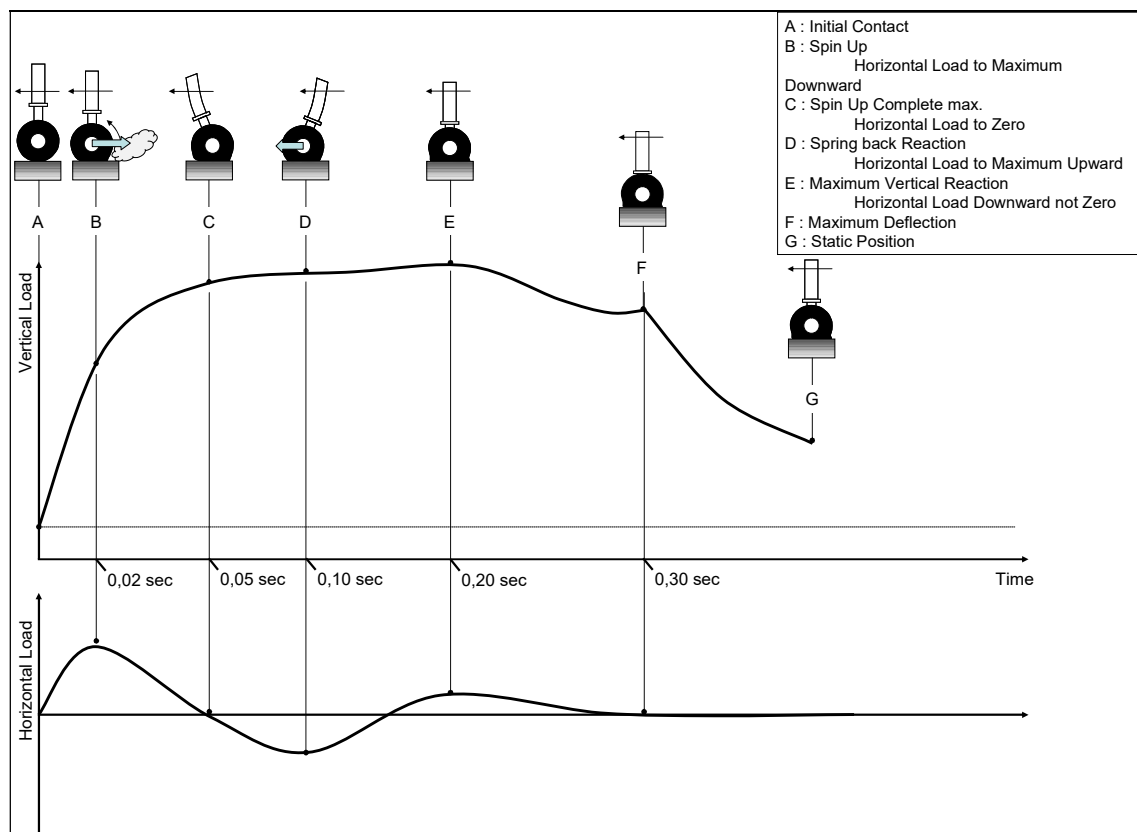 A : Initial Contact
B : Spin Up
Horizontal Load to Maximum
Downward
C : Spin Up Complete max.
Horizontal Load to Zero
D : Spring back Reaction
Horizontal Load to Maximum Upward
E : Maximum Vertical Reaction
Horizontal Load Downward not Zero
F : Maximum Deflection
G : Static Position
A
B
C
D
E
F
G
Vertical Load
0,02 sec
0,05 sec
0,10 sec
0,20 sec
0,30 sec
Time
Horizontal Load